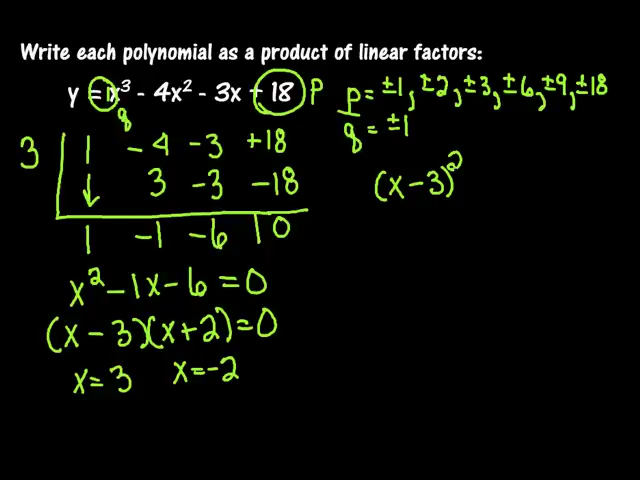 Write each polynomial as a product of linear factors:
y = 1x³ - 4x² - 3x + 18 p
q
p = ±1, ±2, ±3, ±6, ±9, ±18
q = ±1
3 | 1 -4 -3 +18
↓ 3 -3 -18
1 -1 -6 | 0
(x - 3)²
x² - 1x - 6 = 0
(x - 3)(x + 2) = 0
x = 3 x = -2